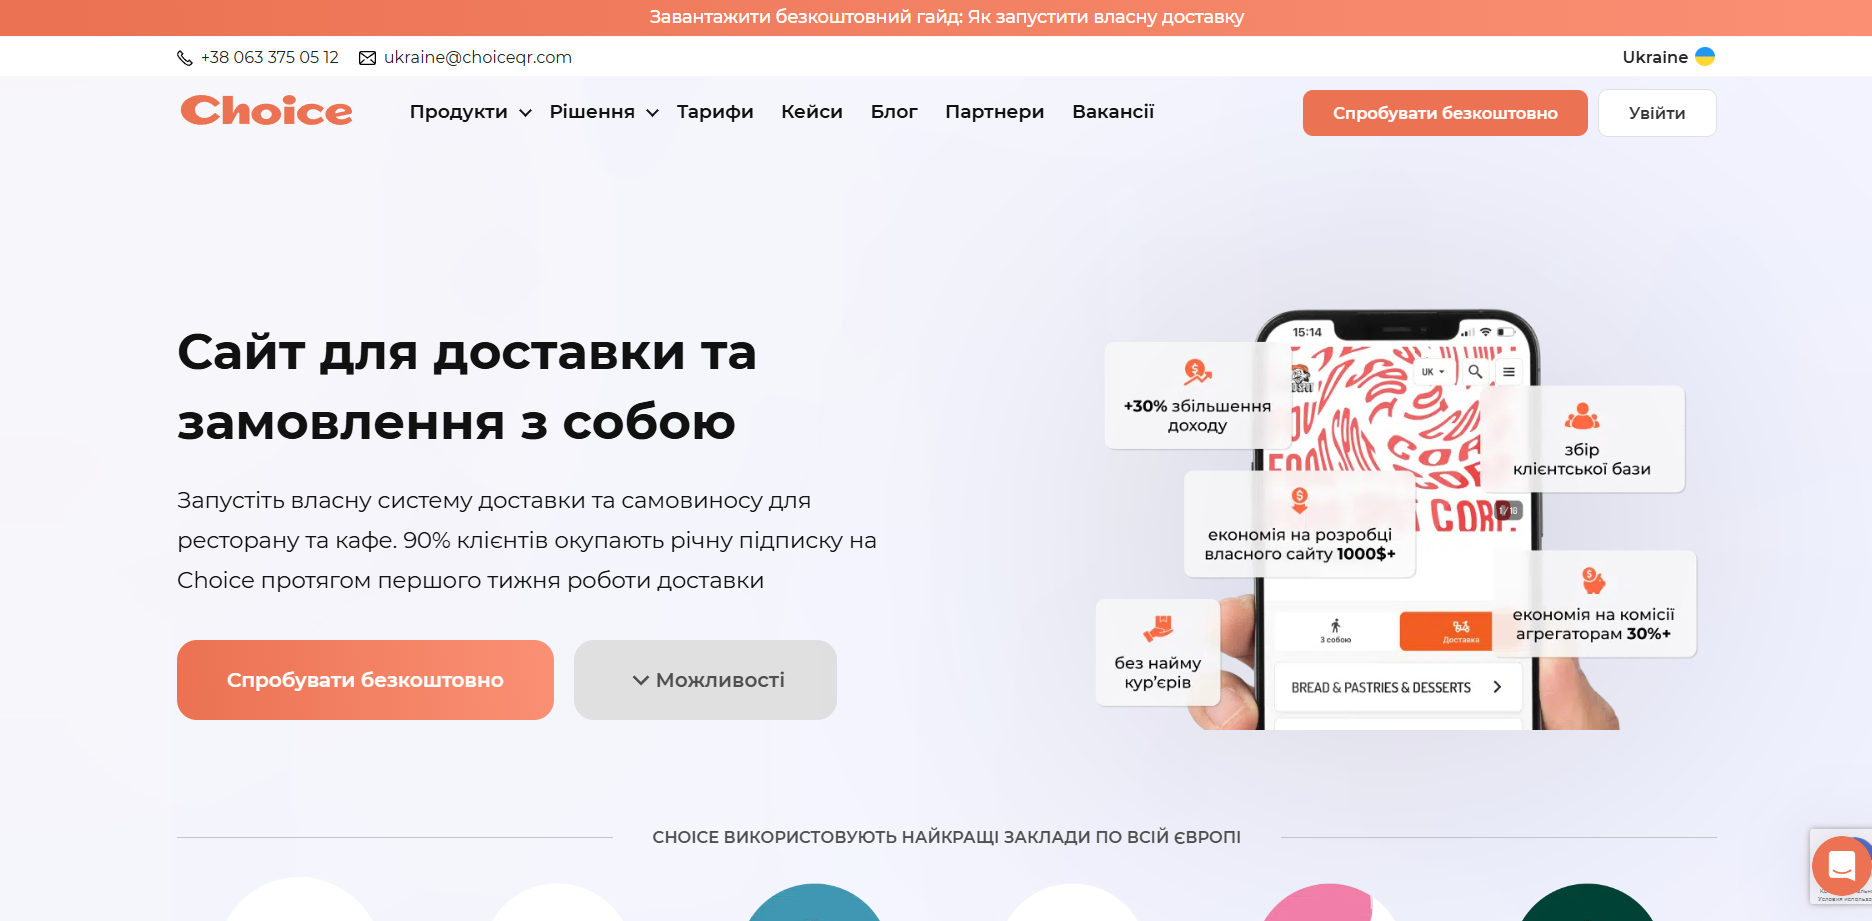 Завантажити безкоштовний гайд: Як запустити власну доставку
+38 063 375 05 12
ukraine@choiceqr.com
Ukraine
Choice
Продукти
Рішення
Тарифи
Кейси
Блог
Партнери
Вакансії
Спробувати безкоштовно
Увійти
Сайт для доставки та
замовлення з собою
Запустіть власну систему доставки та самовиносу для
ресторану та кафе. 90% клієнтів окупають річну підписку на
Choice протягом першого тижня роботи доставки
Спробувати безкоштовно
Можливості
15:14
UK
+30% збільшення
доходу
збір
клієнтської бази
1/18
CORP.
економія на розробці
власного сайту 1000$+
економія на комісії
агрегаторам 30%+
З собою
Доставка
без найму
кур'єрів
BREAD & PASTRIES & DESSERTS
CHOICE ВИКОРИСТОВУЮТЬ НАЙКРАЩІ ЗАКЛАДИ ПО ВСІЙ ЄВРОПІ